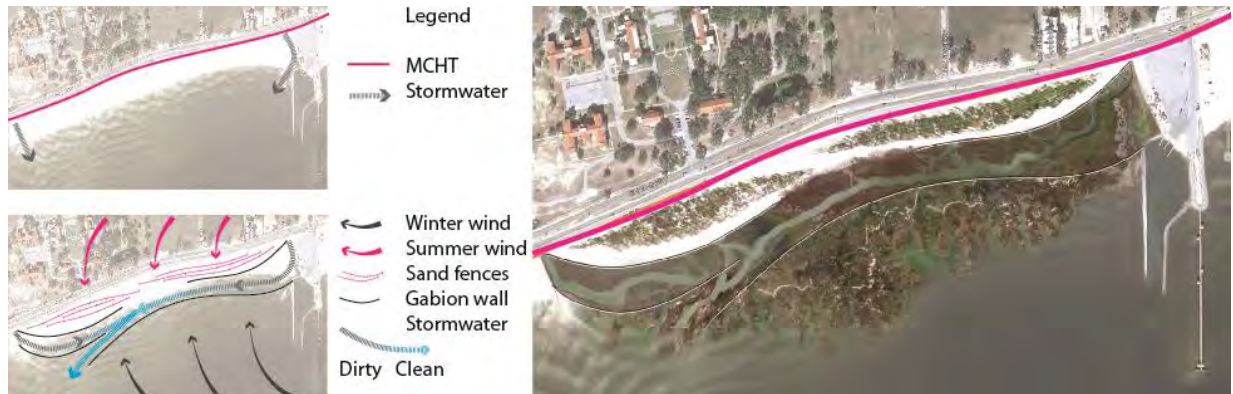 Legend
MCHT
Stormwater
Winter wind
Summer wind
Sand fences
Gabion wall
Stormwater
Dirty Clean